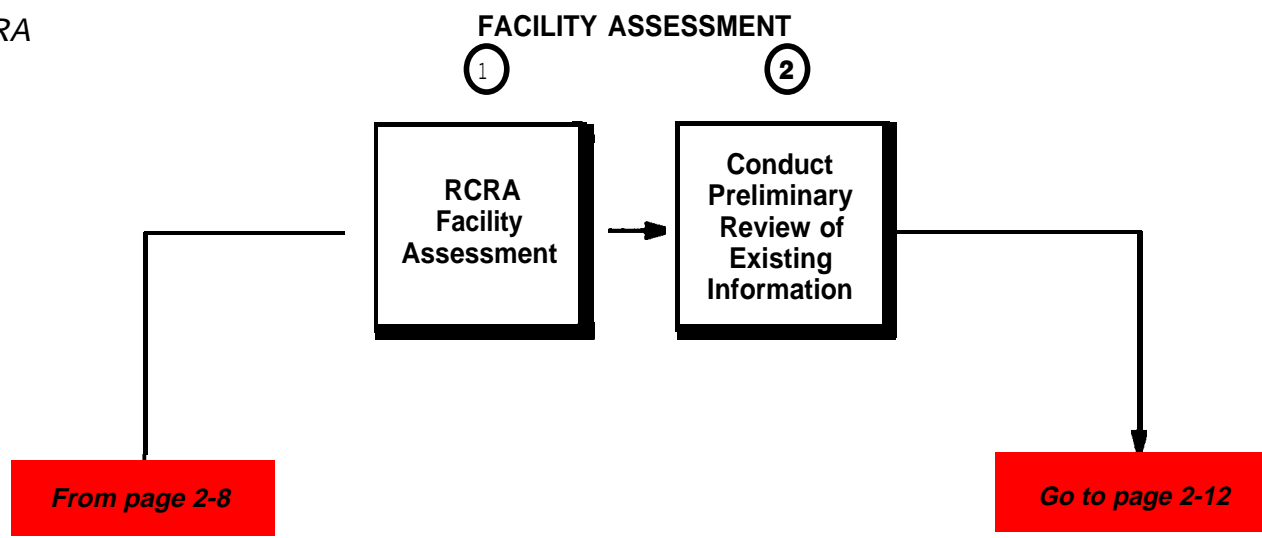 RA
FACILITY ASSESSMENT
1
2
RCRA
Facility
Assessment
Conduct
Preliminary
Review of
Existing
Information
From page 2-8
Go to page 2-12